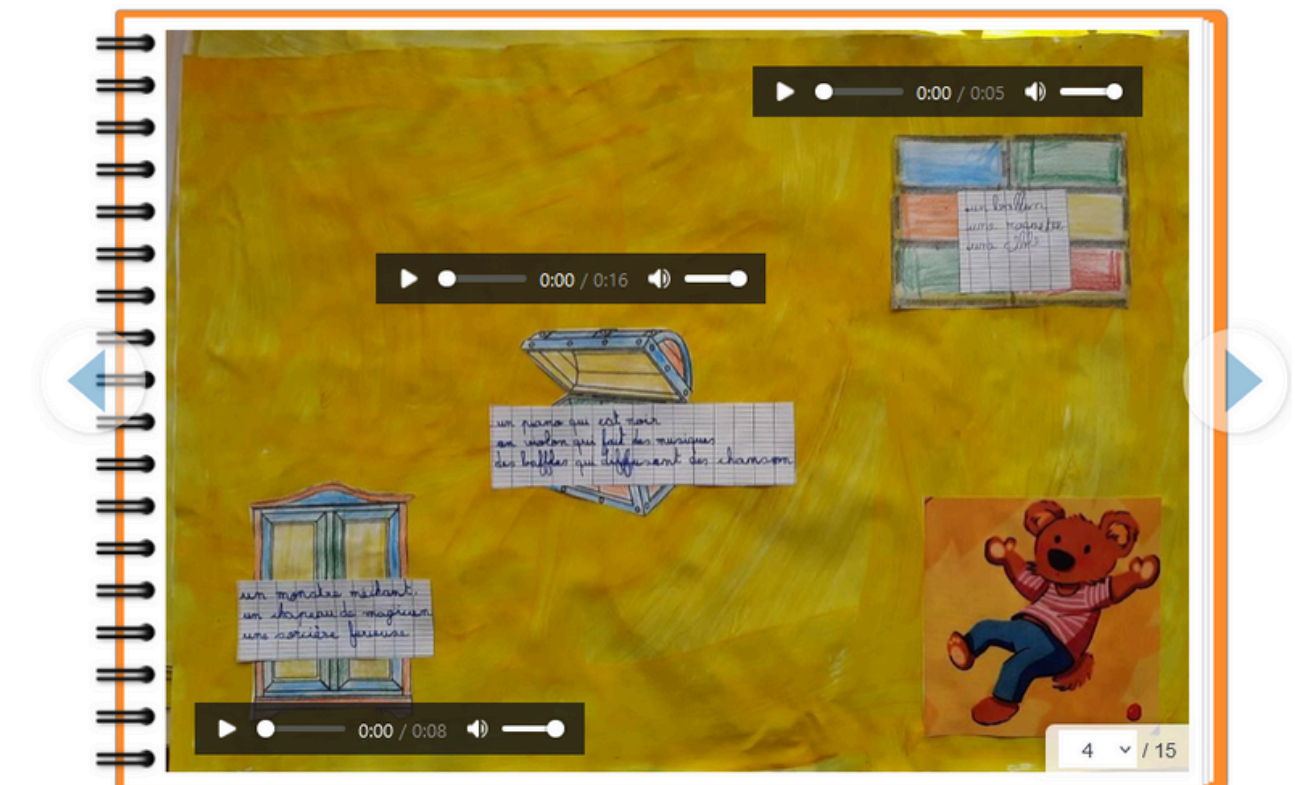 0:00 / 0:05
un ballon
une raquette
une
0:00 / 0:16
un piano qui est noir
un violon qui fait des musiques
des baffles qui diffusent des chanson
un monstre méchant.
un chapeau de magicien
une sorcière furieuse
0:00 / 0:08
4 / 15